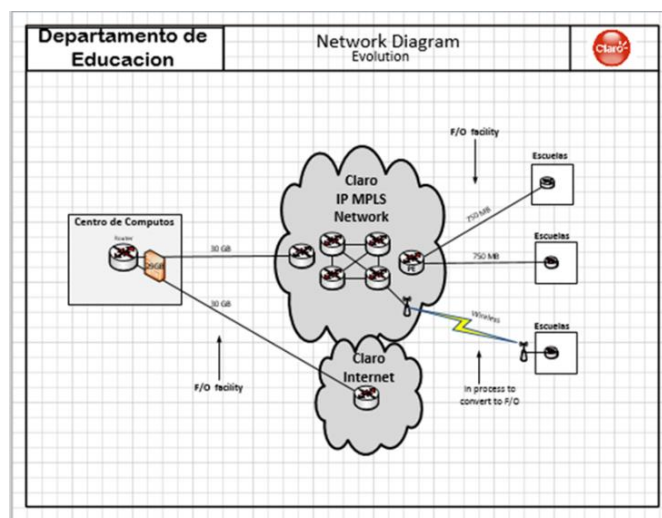 Departamento de
Educacion
Network Diagram
Evolution
Claro
F/O facility
Escuelas
Claro
IP MPLS
Network
750 MB
Centro de Computos
Router
30 GB
29GB
PE
750 MB
Escuelas
30 GB
Wireless
Escuelas
Claro
Internet
F/O facility
In process to
convert to F/O